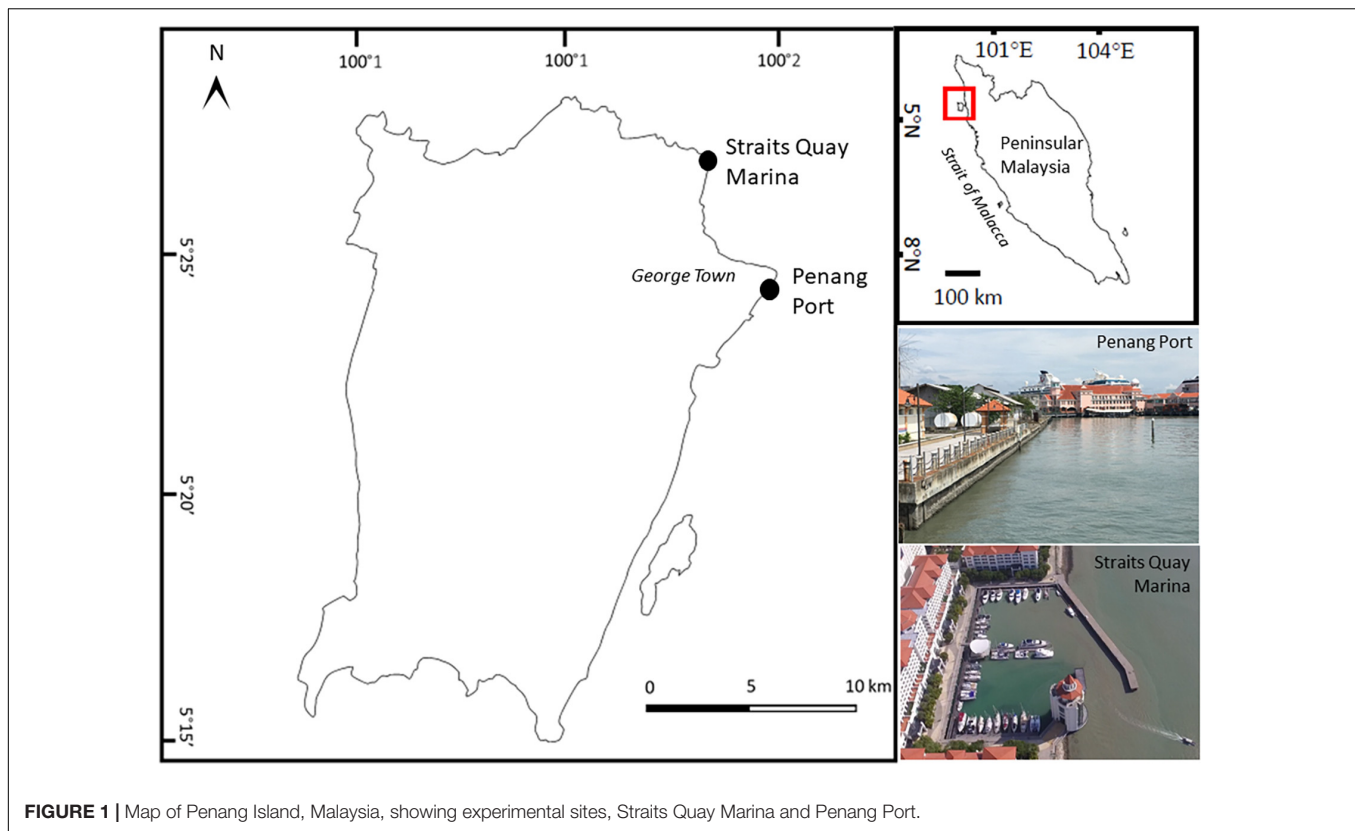 N
100°1
100°1
100°2
5°25'
5°20'
5°15'
Straits Quay
Marina
George Town
Penang
Port
0
5
10 km
101°E
104°E
5°N
8°N
Peninsular
Malaysia
Strait of Malacca
100 km
Penang Port
Straits Quay
Marina
FIGURE 1 | Map of Penang Island, Malaysia, showing experimental sites, Straits Quay Marina and Penang Port.